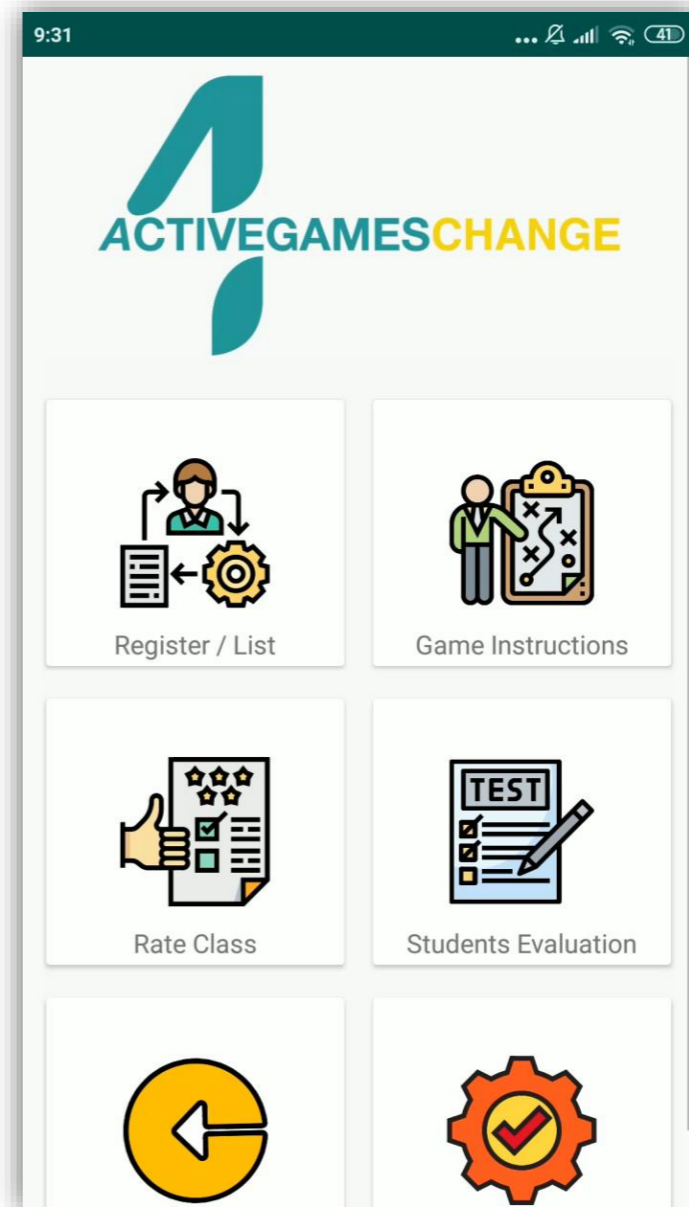 9:31
... 41
ACTIVEGAMESCHANGE
Register / List
Game Instructions
TEST
Rate Class
Students Evaluation